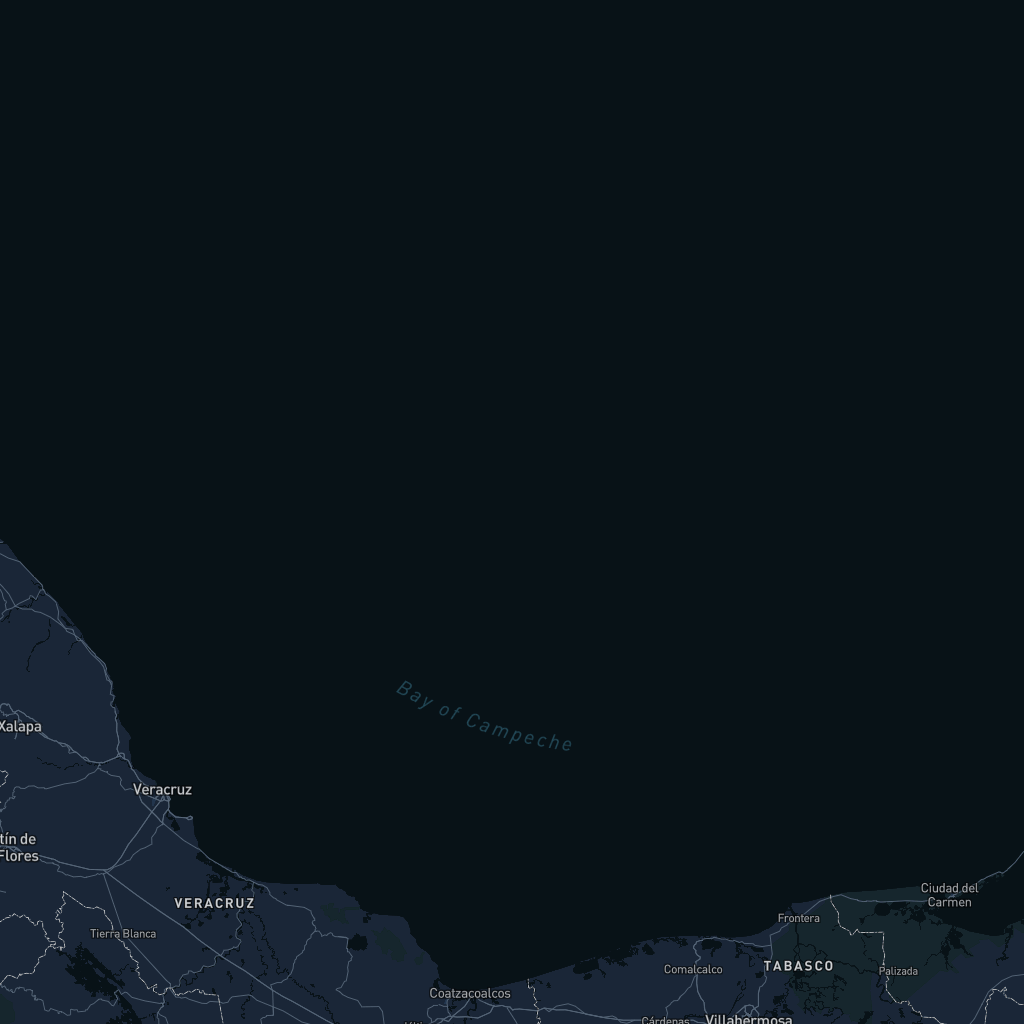 Bay of Campeche
Xalapa
Veracruz
tín de
Flores
VERACRUZ
Tierra Blanca
Ciudad del
Carmen
Frontera
TABASCO
Comalcalco
Palizada
Coatzacoalcos
Cárdenas
Villahermosa